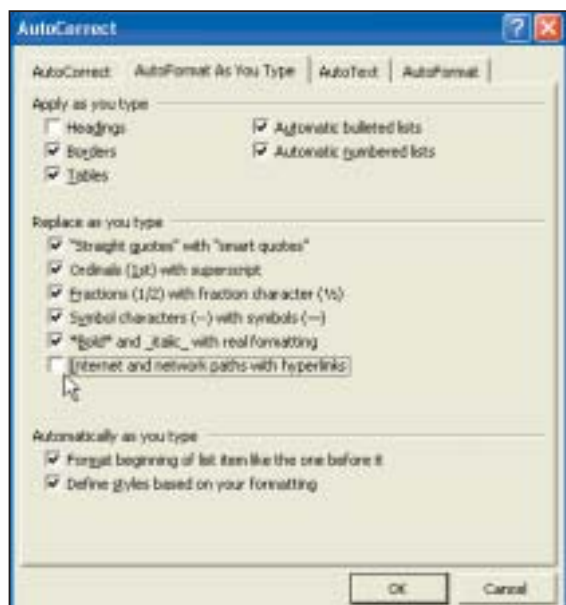 AutoCorrect
AutoCorrect AutoFormat As You Type AutoText AutoFormat
Apply as you type
Headings Automatic bulleted lists
Borders Automatic numbered lists
Tables
Replace as you type
"Straight quotes" with "smart quotes"
Ordinals (1st) with superscript
Fractions (1/2) with fraction character (½)
Symbol characters (--) with symbols (—)
*Bold* and _italic_ with real formatting
Internet and network paths with hyperlinks
Automatically as you type
Format beginning of list item like the one before it
Define styles based on your formatting
OK Cancel